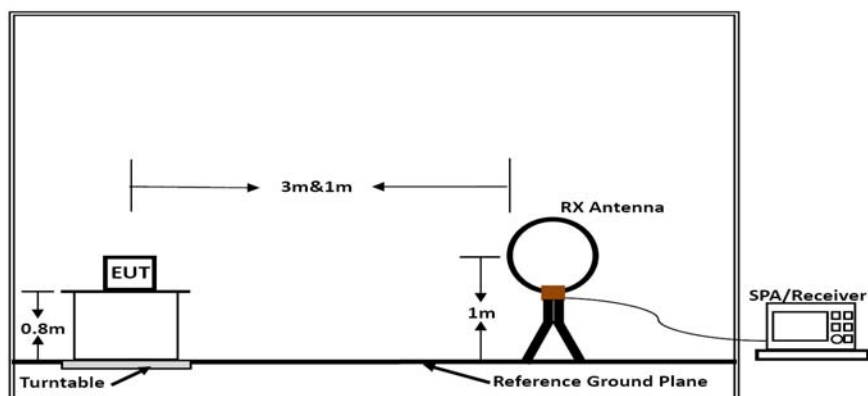 3m&1m
RX Antenna
EUT
SPA/Receiver
0.8m
1m
Turntable
Reference Ground Plane